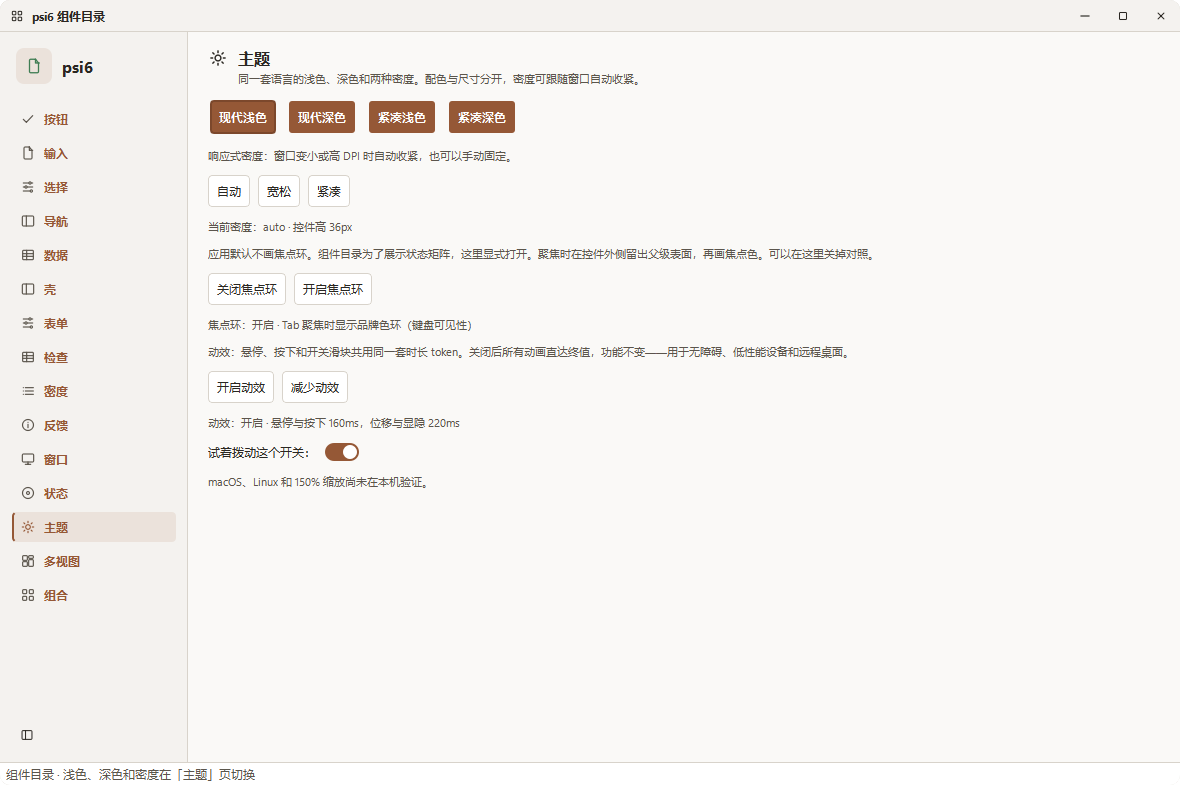 psi6 组件目录
psi6
按钮
输入
选择
导航
数据
壳
表单
检查
密度
反馈
窗口
状态
主题
多视图
组合
主题
同一套语言的浅色、深色和两种密度。配色与尺寸分开，密度可跟随窗口自动收紧。
现代浅色 现代深色 紧凑浅色 紧凑深色
响应式密度：窗口变小或高 DPI 时自动收紧，也可以手动固定。
自动 宽松 紧凑
当前密度：auto · 控件高 36px
应用默认不画焦点环。组件目录为了展示状态矩阵，这里显式打开。聚焦时在控件外侧留出父级表面，再画焦点色。可以在这里关掉对照。
关闭焦点环 开启焦点环
焦点环：开启 · Tab 聚焦时显示品牌色环（键盘可见性）
动效：悬停、按下和开关滑块共用同一套时长 token。关闭后所有动画直达终值，功能不变——用于无障碍、低性能设备和远程桌面。
开启动效 减少动效
动效：开启 · 悬停与按下 160ms，位移与显隐 220ms
试着拨动这个开关：
macOS、Linux 和 150% 缩放尚未在本机验证。
组件目录 · 浅色、深色和密度在「主题」页切换